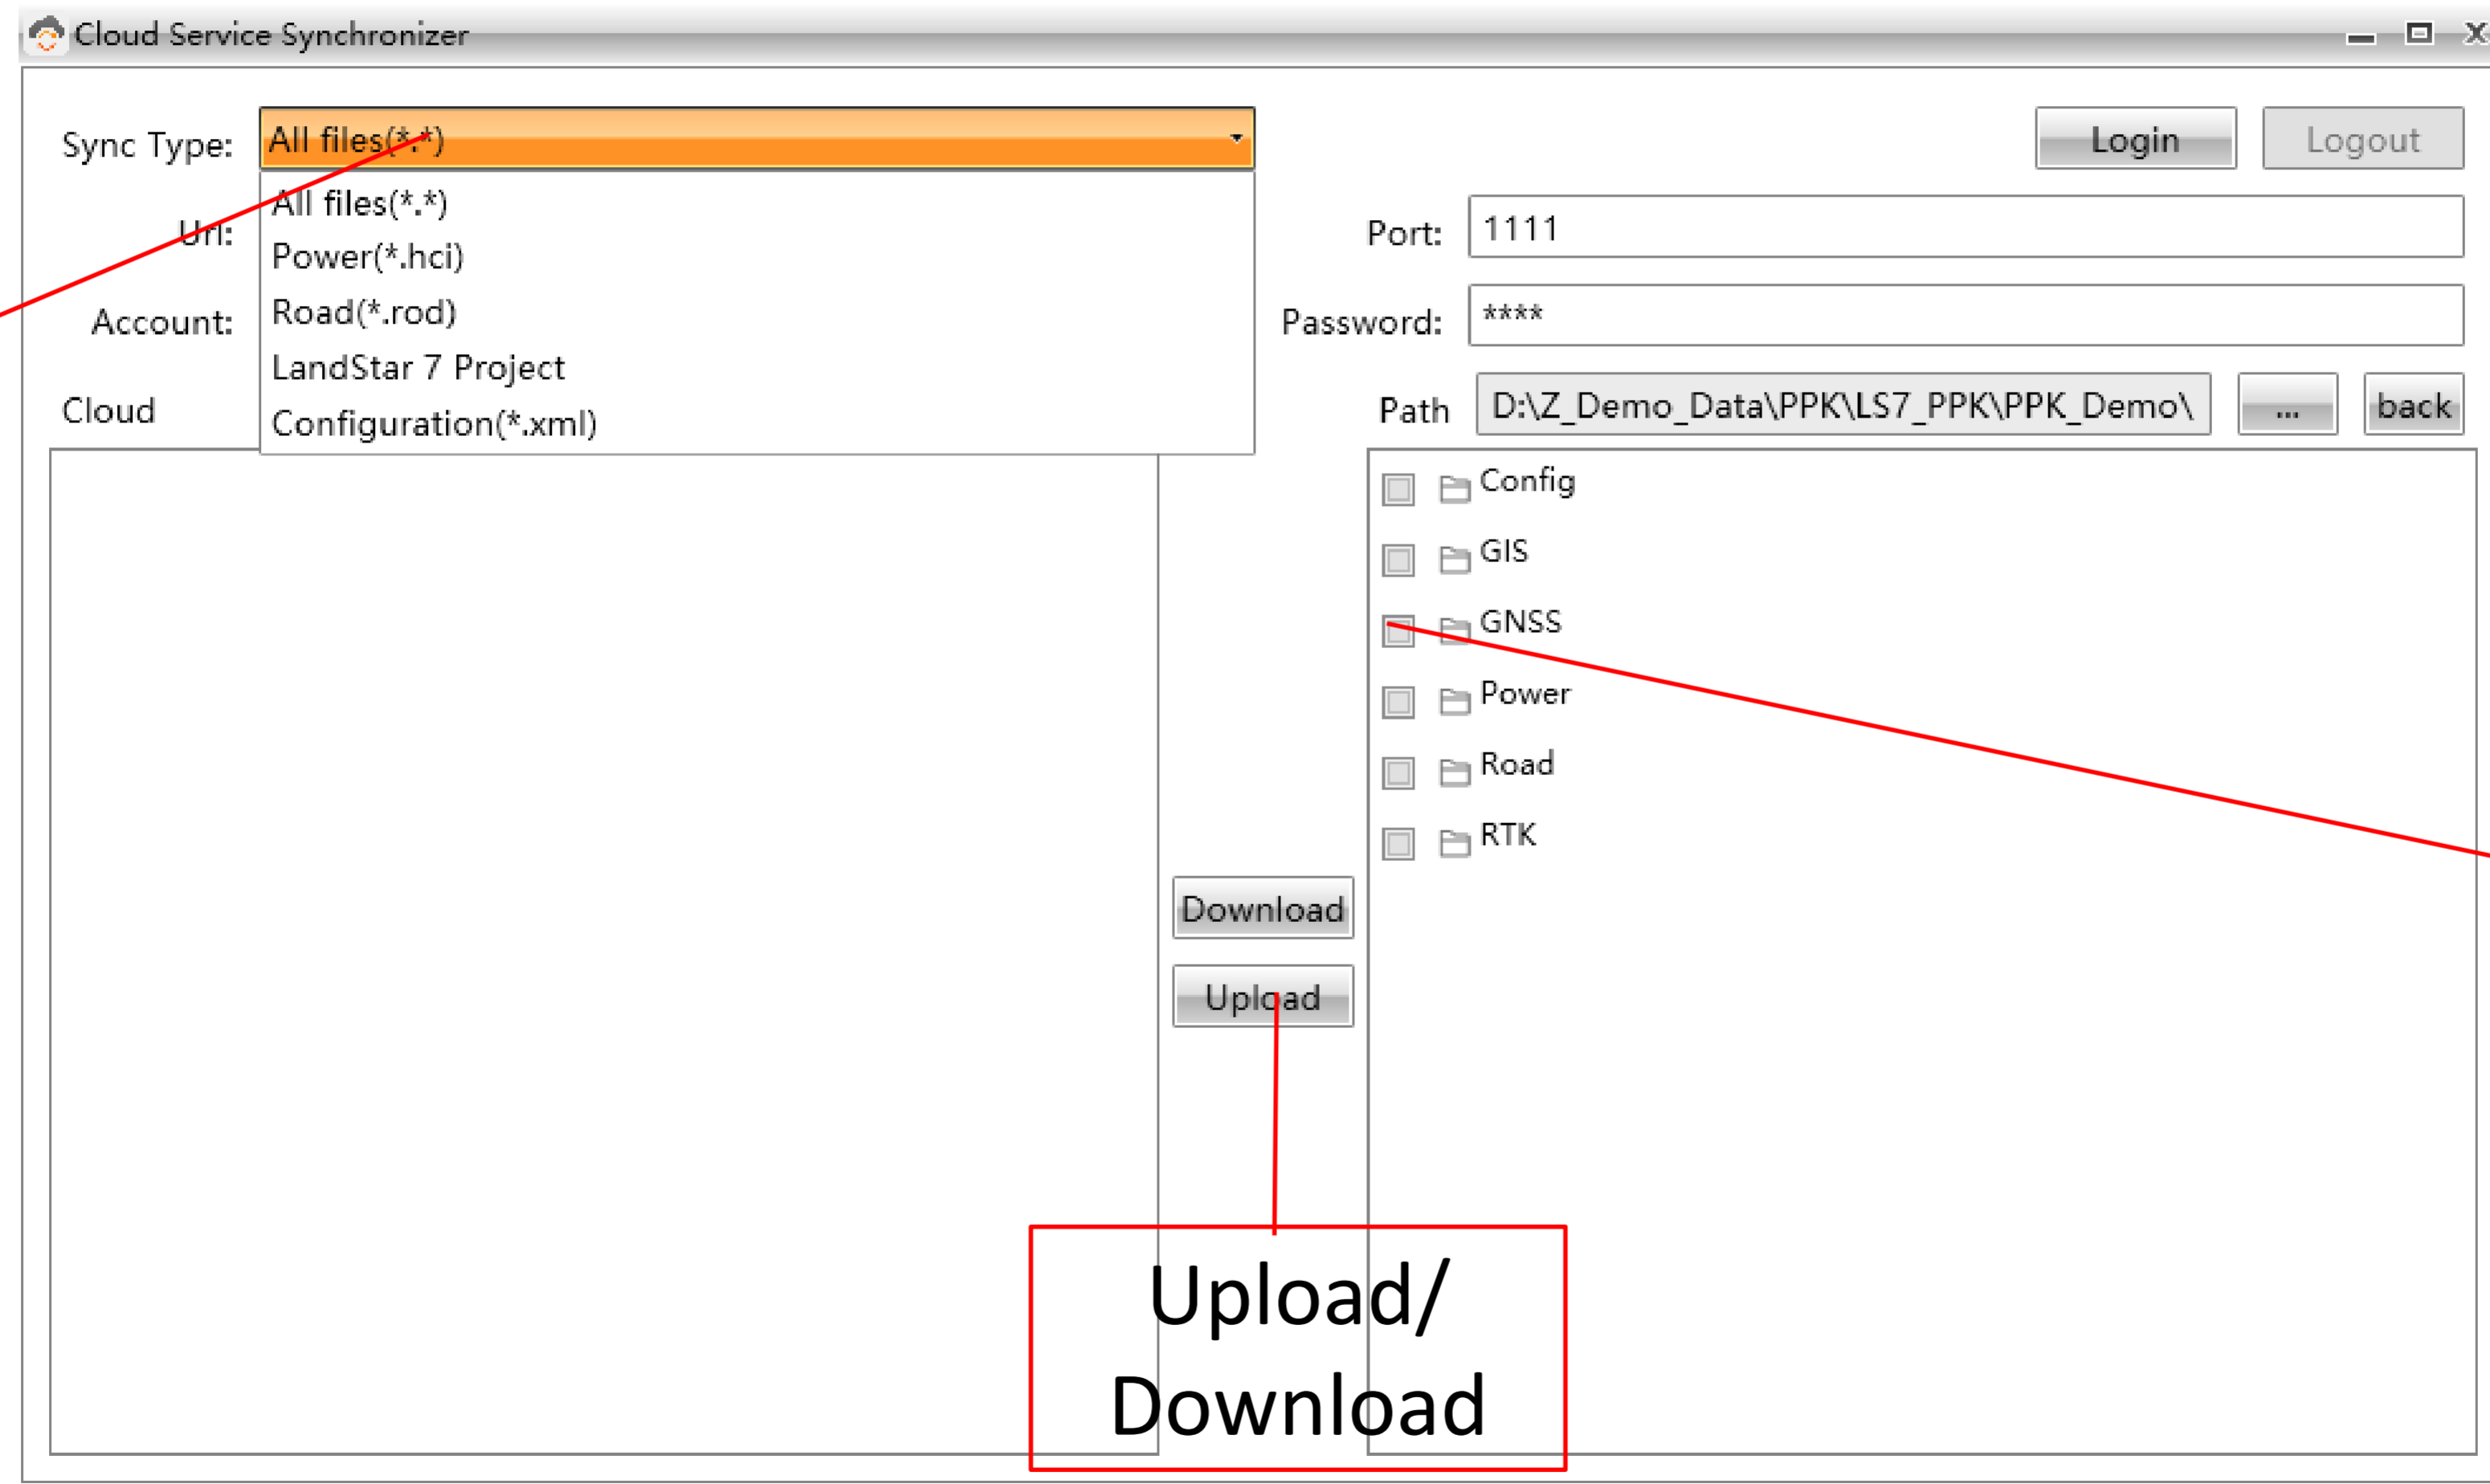 Cloud Service Synchronizer
Sync Type: All files(*.*) Login Logout
All files(*.*)
Url: Port: 1111
Power(*.hci)
Road(*.rod)
Account: Password: ****
LandStar 7 Project
Cloud Path D:\Z_Demo_Data\PPK\LS7_PPK\PPK_Demo\ ... back
Configuration(*.xml)
Config
GIS
GNSS
Power
Road
RTK
Download
Upload
Upload/
Download